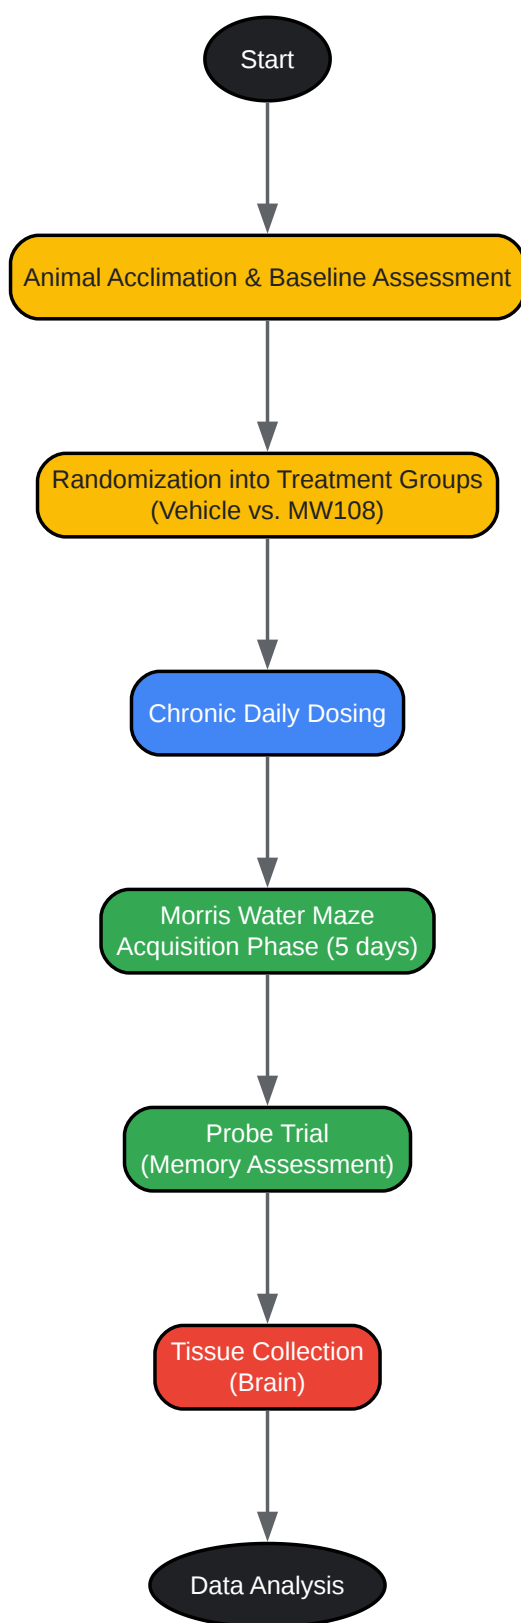 Start
Animal Acclimation & Baseline Assessment
Randomization into Treatment Groups
(Vehicle vs. MW108)
Chronic Daily Dosing
Morris Water Maze
Acquisition Phase (5 days)
Probe Trial
(Memory Assessment)
Tissue Collection
(Brain)
Data Analysis